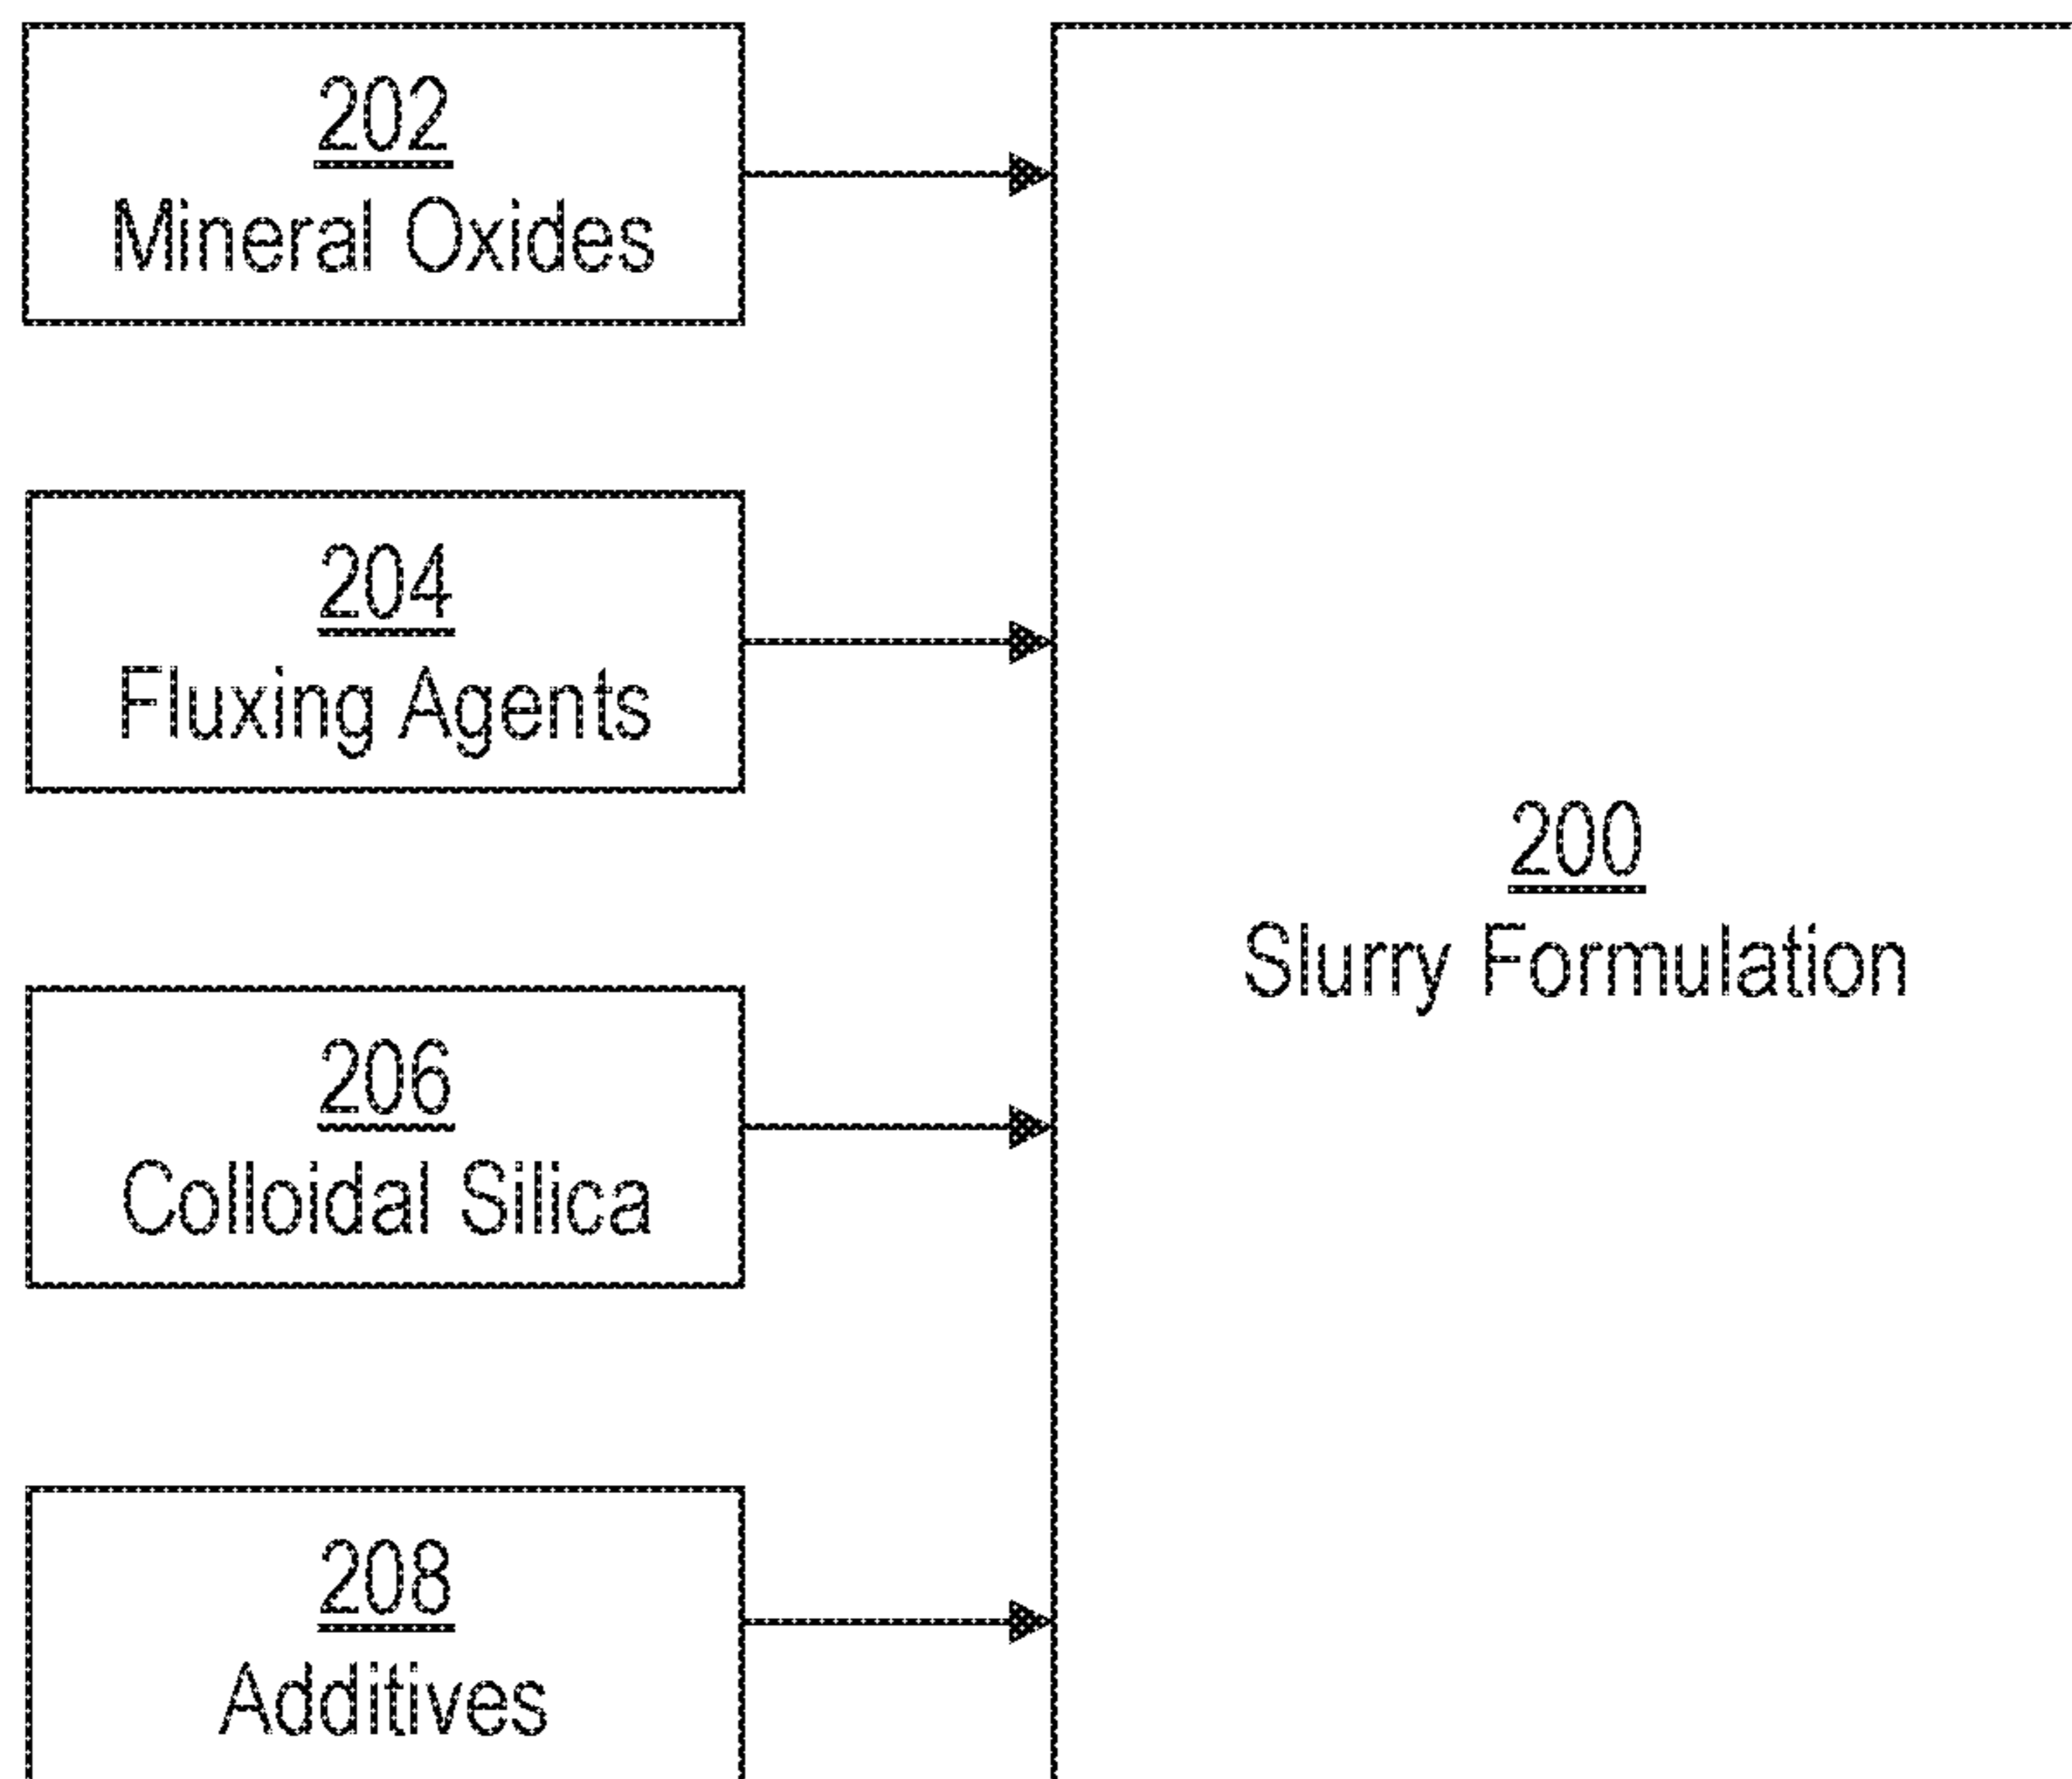 202
Mineral Oxides
204
Fluxing Agents
200
Slurry Formulation
206
Colloidal Silica
208
Additives